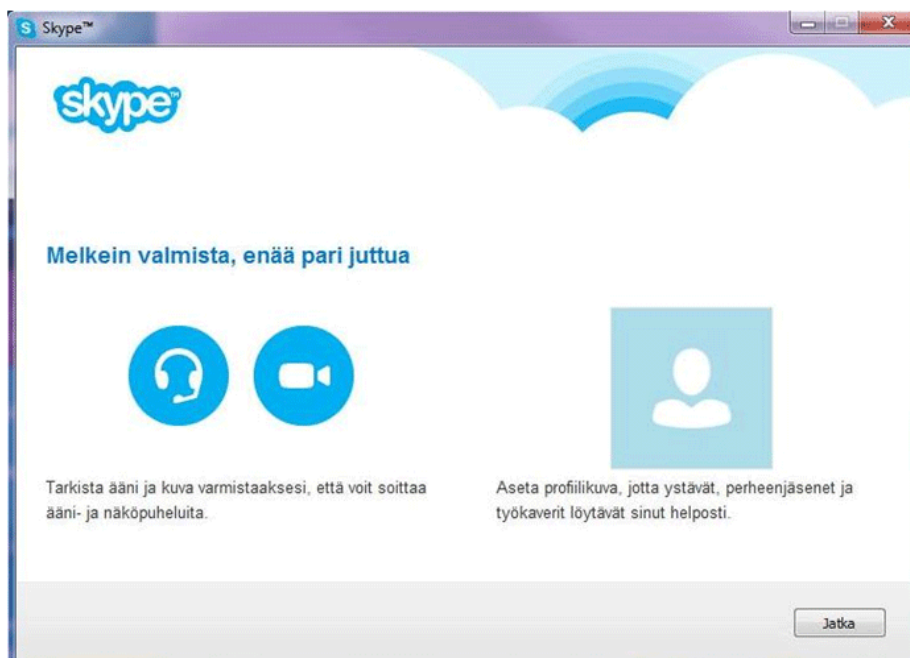 Skype™
skype™
Melkein valmista, enää pari juttua
Tarkista ääni ja kuva varmistaaksesi, että voit soittaa
ääni- ja näköpuheluita.
Aseta profiilikuva, jotta ystävät, perheenjäsenet ja
työkaverit löytävät sinut helposti.
Jatka